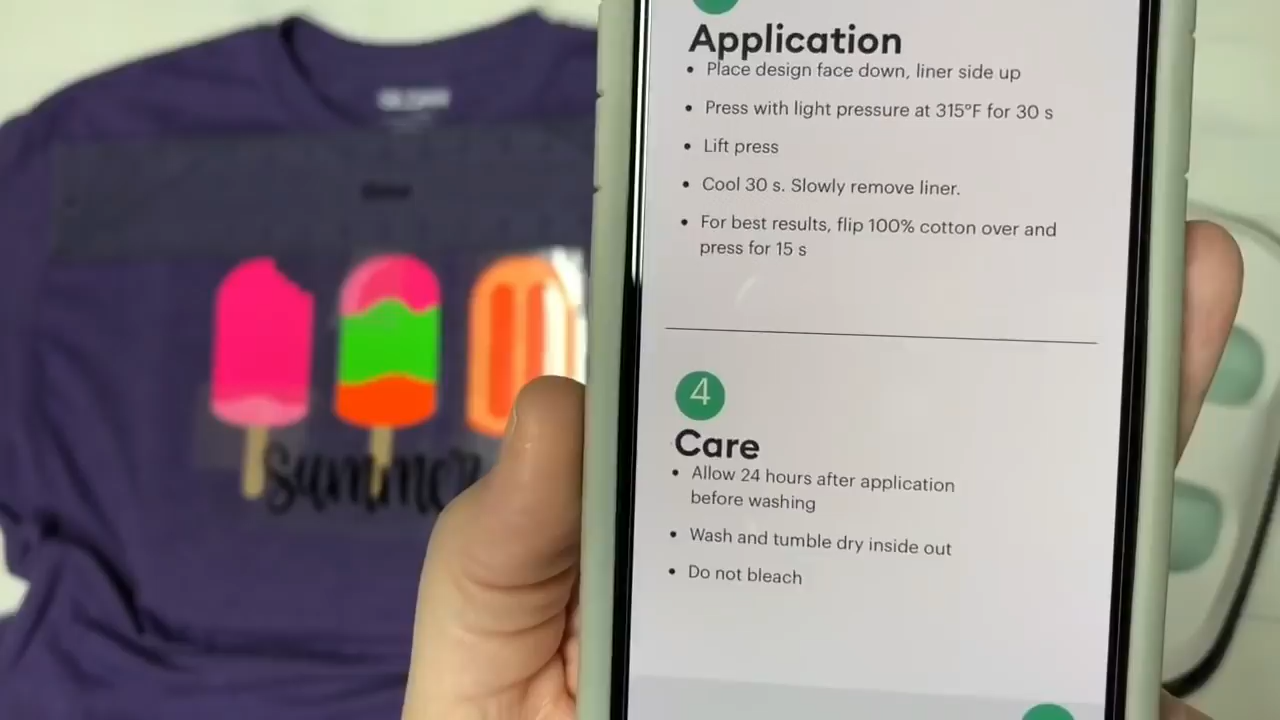 Application
• Place design face down, liner side up
• Press with light pressure at 315°F for 30 s
• Lift press
• Cool 30 s. Slowly remove liner.
• For best results, flip 100% cotton over and
press for 15 s
4
Care
• Allow 24 hours after application
before washing
• Wash and tumble dry inside out
• Do not bleach
summer